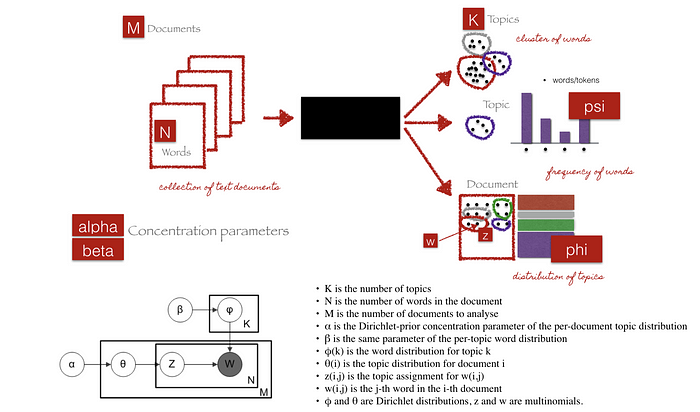 M Documents
K Topics
cluster of words
N
Words
collection of text documents
• words/tokens
Topic
psi
frequency of words
Document
w
z
phi
distribution of topics
alpha
beta
Concentration parameters
β
φ
K
α
θ
Z
W
N
M
• K is the number of topics
• N is the number of words in the document
• M is the number of documents to analyse
• α is the Dirichlet-prior concentration parameter of the per-document topic distribution
• β is the same parameter of the per-topic word distribution
• ϕ(k) is the word distribution for topic k
• θ(i) is the topic distribution for document i
• z(i,j) is the topic assignment for w(i,j)
• w(i,j) is the j-th word in the i-th document
• ϕ and θ are Dirichlet distributions, z and w are multinomials.